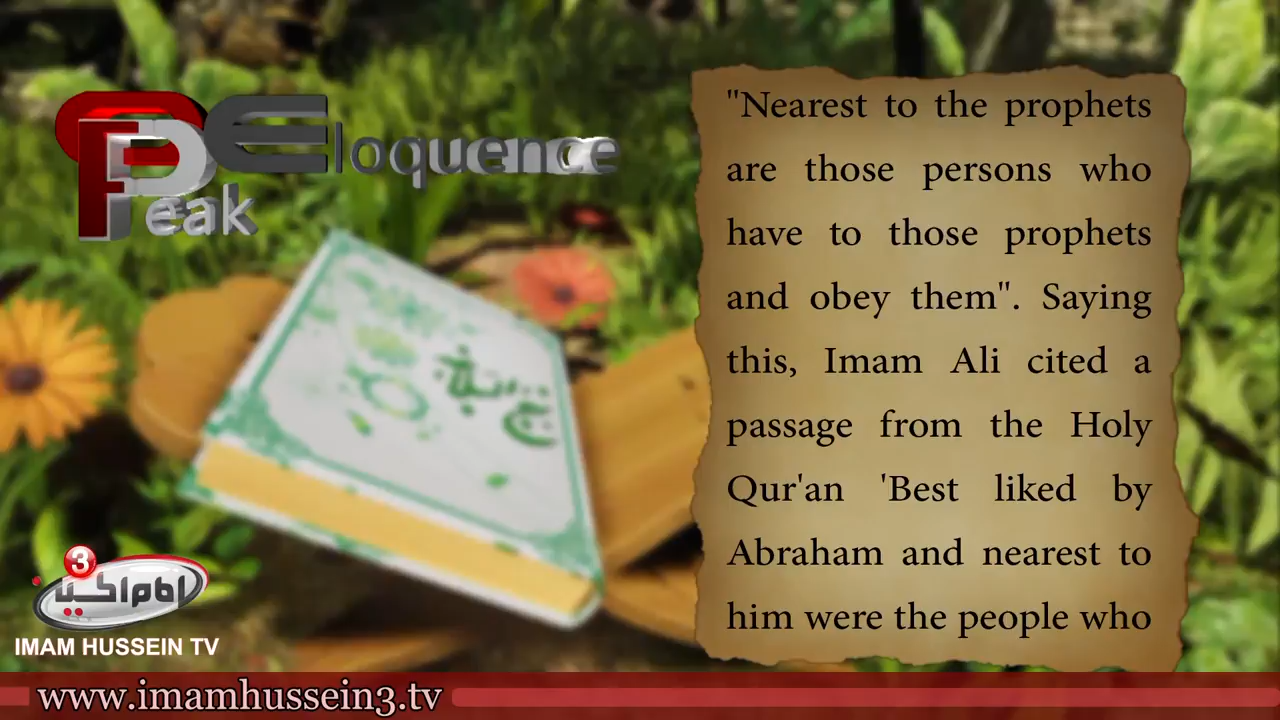 Peak
Eloquence
"Nearest to the prophets
are those persons who
have to those prophets
and obey them". Saying
this, Imam Ali cited a
passage from the Holy
Qur'an 'Best liked by
Abraham and nearest to
him were the people who
نهج البلاغة
3
IMAM HUSSEIN TV
www.imamhussein3.tv